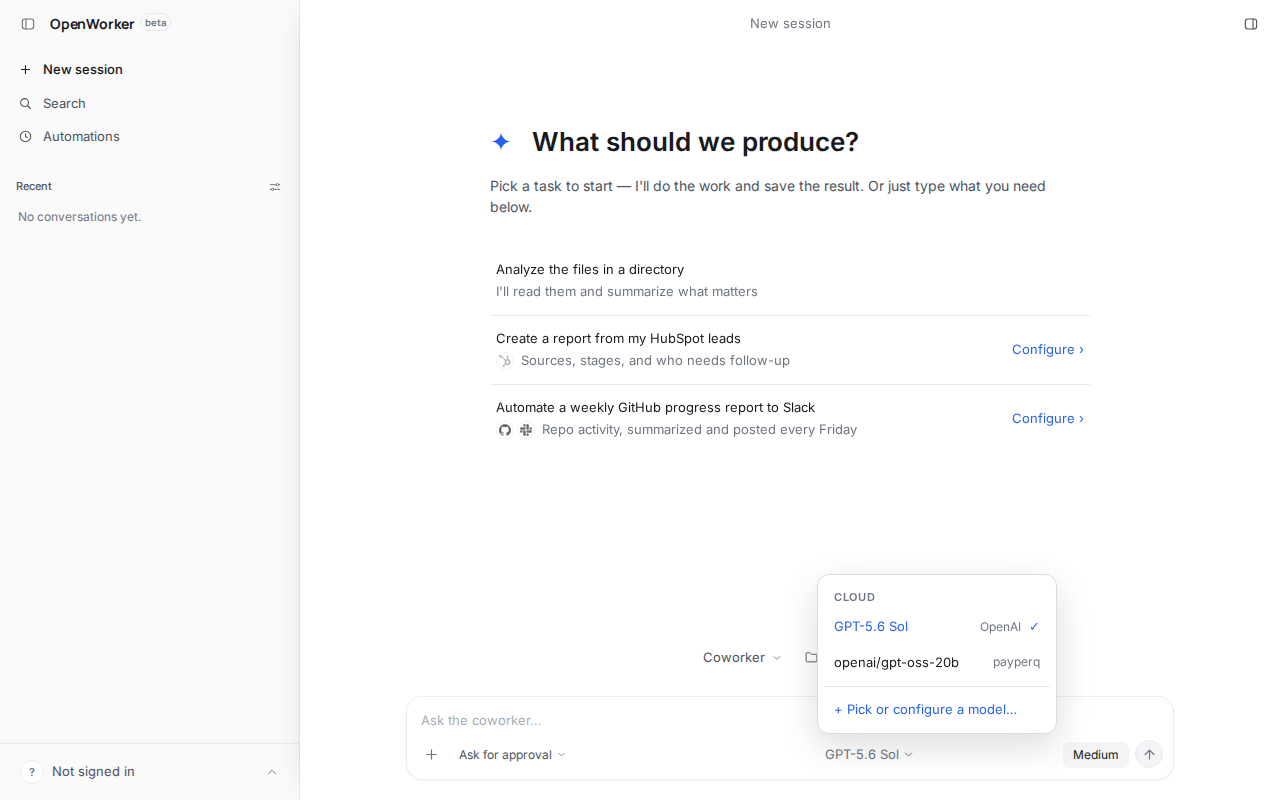 OpenWorker beta
New session
Search
Automations
Recent
No conversations yet.
? Not signed in
New session
What should we produce?
Pick a task to start — I'll do the work and save the result. Or just type what you need
below.
Analyze the files in a directory
I'll read them and summarize what matters
Create a report from my HubSpot leads
Sources, stages, and who needs follow-up
Configure ›
Automate a weekly GitHub progress report to Slack
Repo activity, summarized and posted every Friday
Configure ›
CLOUD
GPT-5.6 Sol OpenAI ✓
openai/gpt-oss-20b payperq
+ Pick or configure a model...
Coworker
Ask the coworker...
Ask for approval
GPT-5.6 Sol
Medium